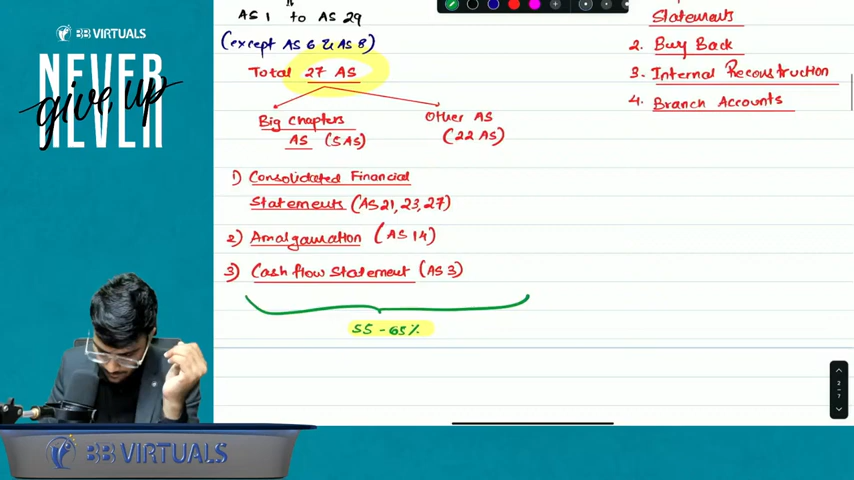 BB VIRTUALS
NEVER
give up
NEVER
AS 1 to AS 29
(except AS 6 & AS 8)
Total 27 AS
Big Chapters
AS (5 AS)
Other AS
(22 AS)
1) Consolidated Financial
Statements (AS 21, 23, 27)
2) Amalgamation (AS 14)
3) Cash flow Statement (AS 3)
55 - 65%
Statements
2. Buy Back
3. Internal Reconstruction
4. Branch Accounts
2
7
BB VIRTUALS